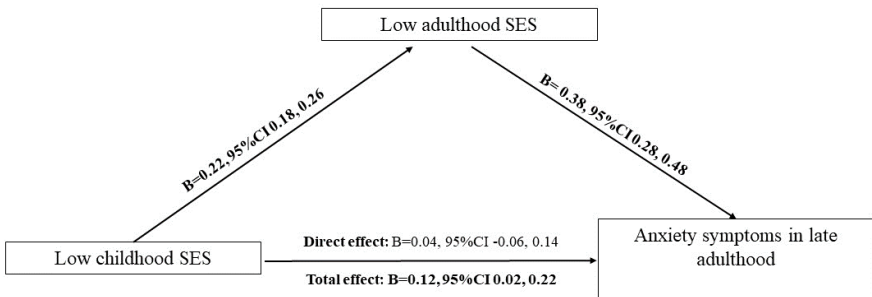 Low adulthood SES
B=0.22, 95%CI 0.18, 0.26
B= 0.38, 95%CI 0.28, 0.48
Low childhood SES
Direct effect: B=0.04, 95%CI -0.06, 0.14
Total effect: B=0.12, 95%CI 0.02, 0.22
Anxiety symptoms in late
adulthood